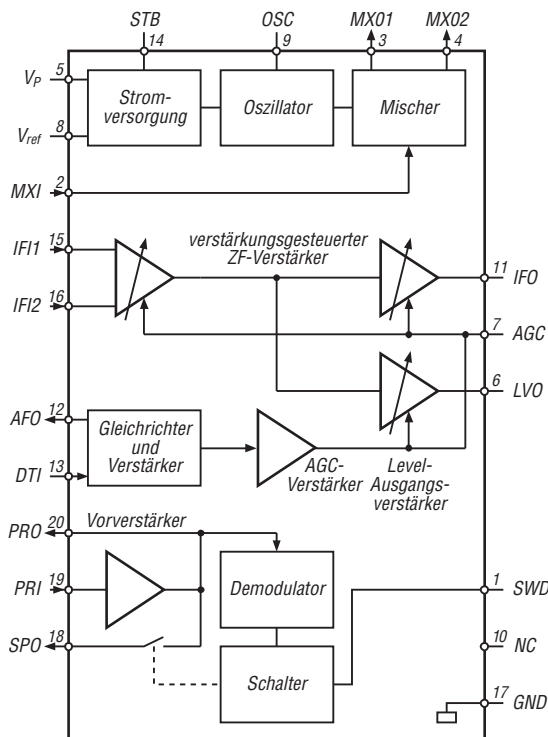 STB
OSC
MX01
MX02
14
9
3
4
VP
5
Strom-
versorgung
Oszillator
Mischer
Vref
8
MXI
2
IFI1
15
verstärkungsgesteuerter
ZF-Verstärker
11
IFO
IFI2
16
7
AGC
6
LVO
AFO
12
Gleichrichter
und
Verstärker
DTI
13
AGC-
Verstärker
Level-
Ausgangs-
verstärker
PRO
20
Vorverstärker
PRI
19
Demodulator
1
SWD
SPO
18
10
NC
Schalter
17
GND